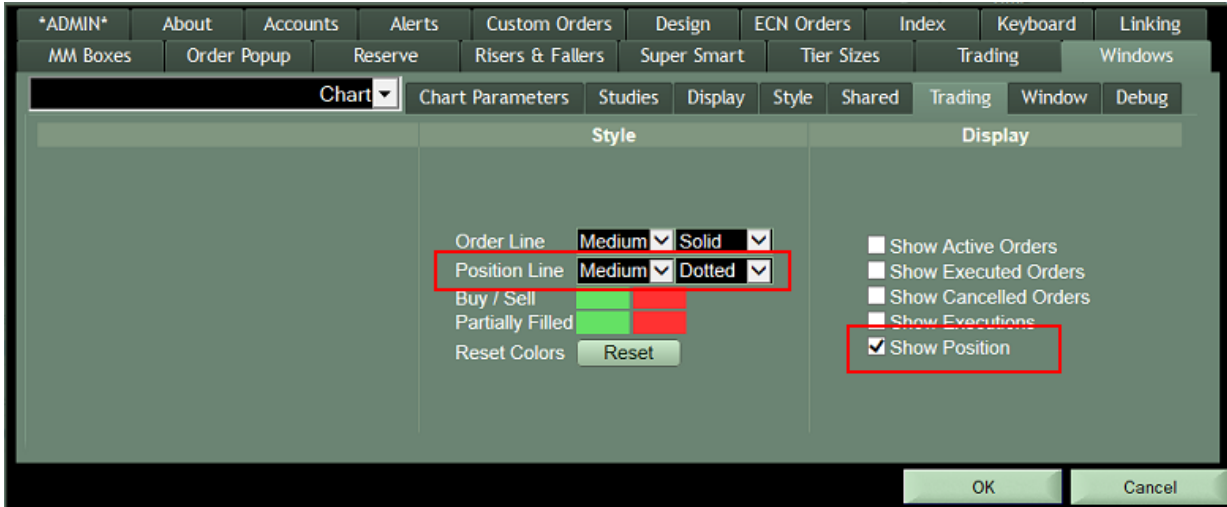 *ADMIN* About Accounts Alerts Custom Orders Design ECN Orders Index Keyboard Linking
MM Boxes Order Popup Reserve Risers & Fallers Super Smart Tier Sizes Trading Windows
Chart Chart Parameters Studies Display Style Shared Trading Window Debug
Style Display
Order Line Medium Solid
Position Line Medium Dotted
Buy / Sell
Partially Filled
Reset Colors Reset
Show Active Orders
Show Executed Orders
Show Cancelled Orders
Show Executions
Show Position
OK Cancel